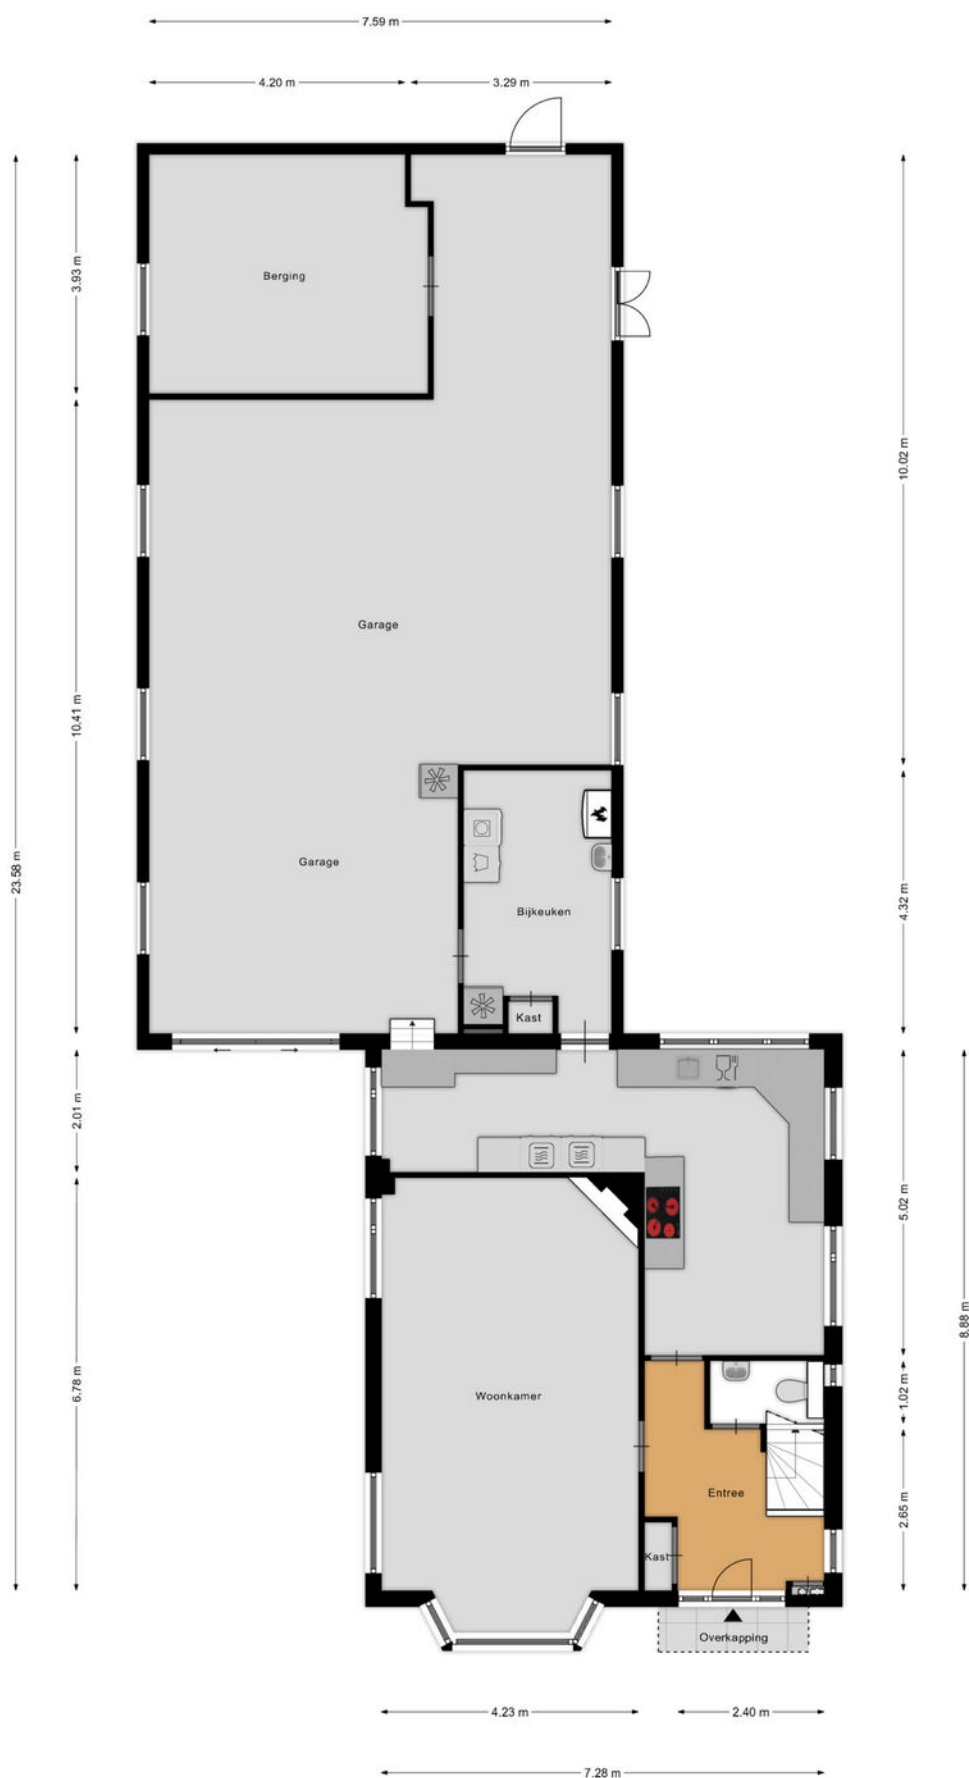 7.59 m
4.20 m
3.29 m
Berging
3.93 m
10.02 m
Garage
10.41 m
Garage
23.58 m
Bijkeuken
4.32 m
Kast
2.01 m
5.02 m
8.88 m
6.78 m
Woonkamer
1.02 m
Entree
2.65 m
Kast
Overkapping
4.23 m
2.40 m
7.28 m